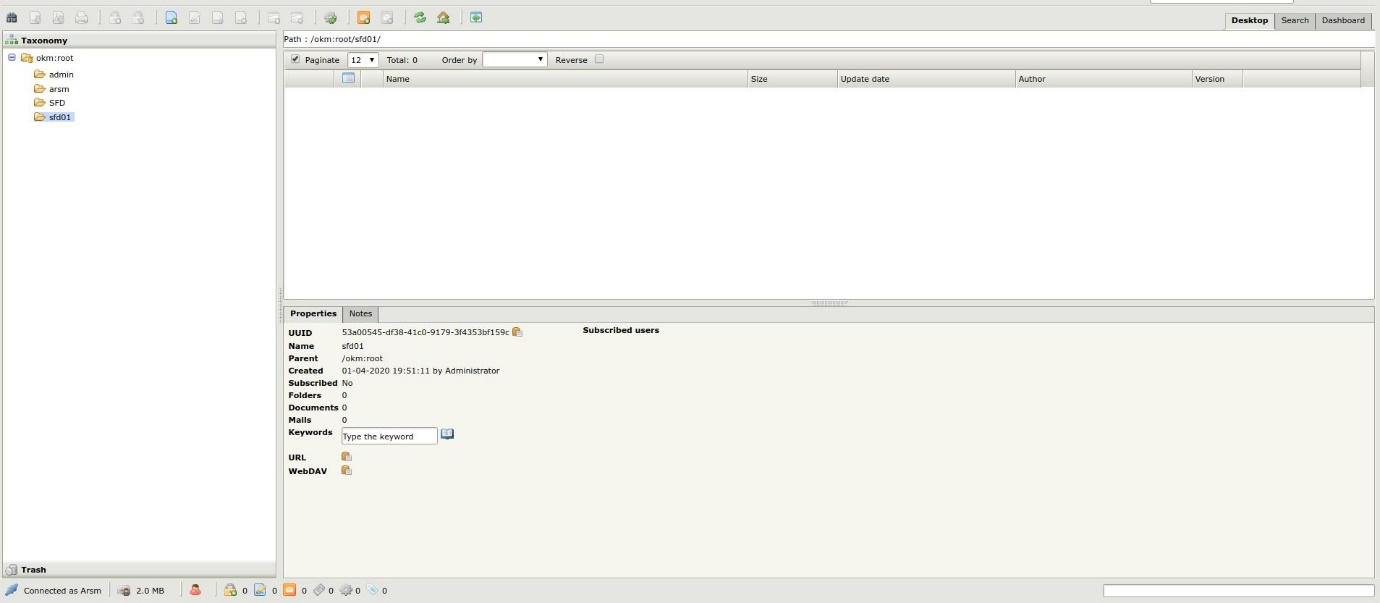 Desktop Search Dashboard
Taxonomy
okm:root
admin
arsm
SFD
sfd01
Path : /okm:root/sfd01/
Paginate 12 Total: 0 Order by Reverse
Name Size Update date Author Version
Properties Notes
UUID 53a00545-df38-41c0-9179-3f4353bf159c
Subscribed users
Name sfd01
Parent /okm:root
Created 01-04-2020 19:51:11 by Administrator
Subscribed No
Folders 0
Documents 0
Mails 0
Keywords Type the keyword
URL
WebDAV
Trash
Connected as Arsm 2.0 MB 0 0 0 0 0 0